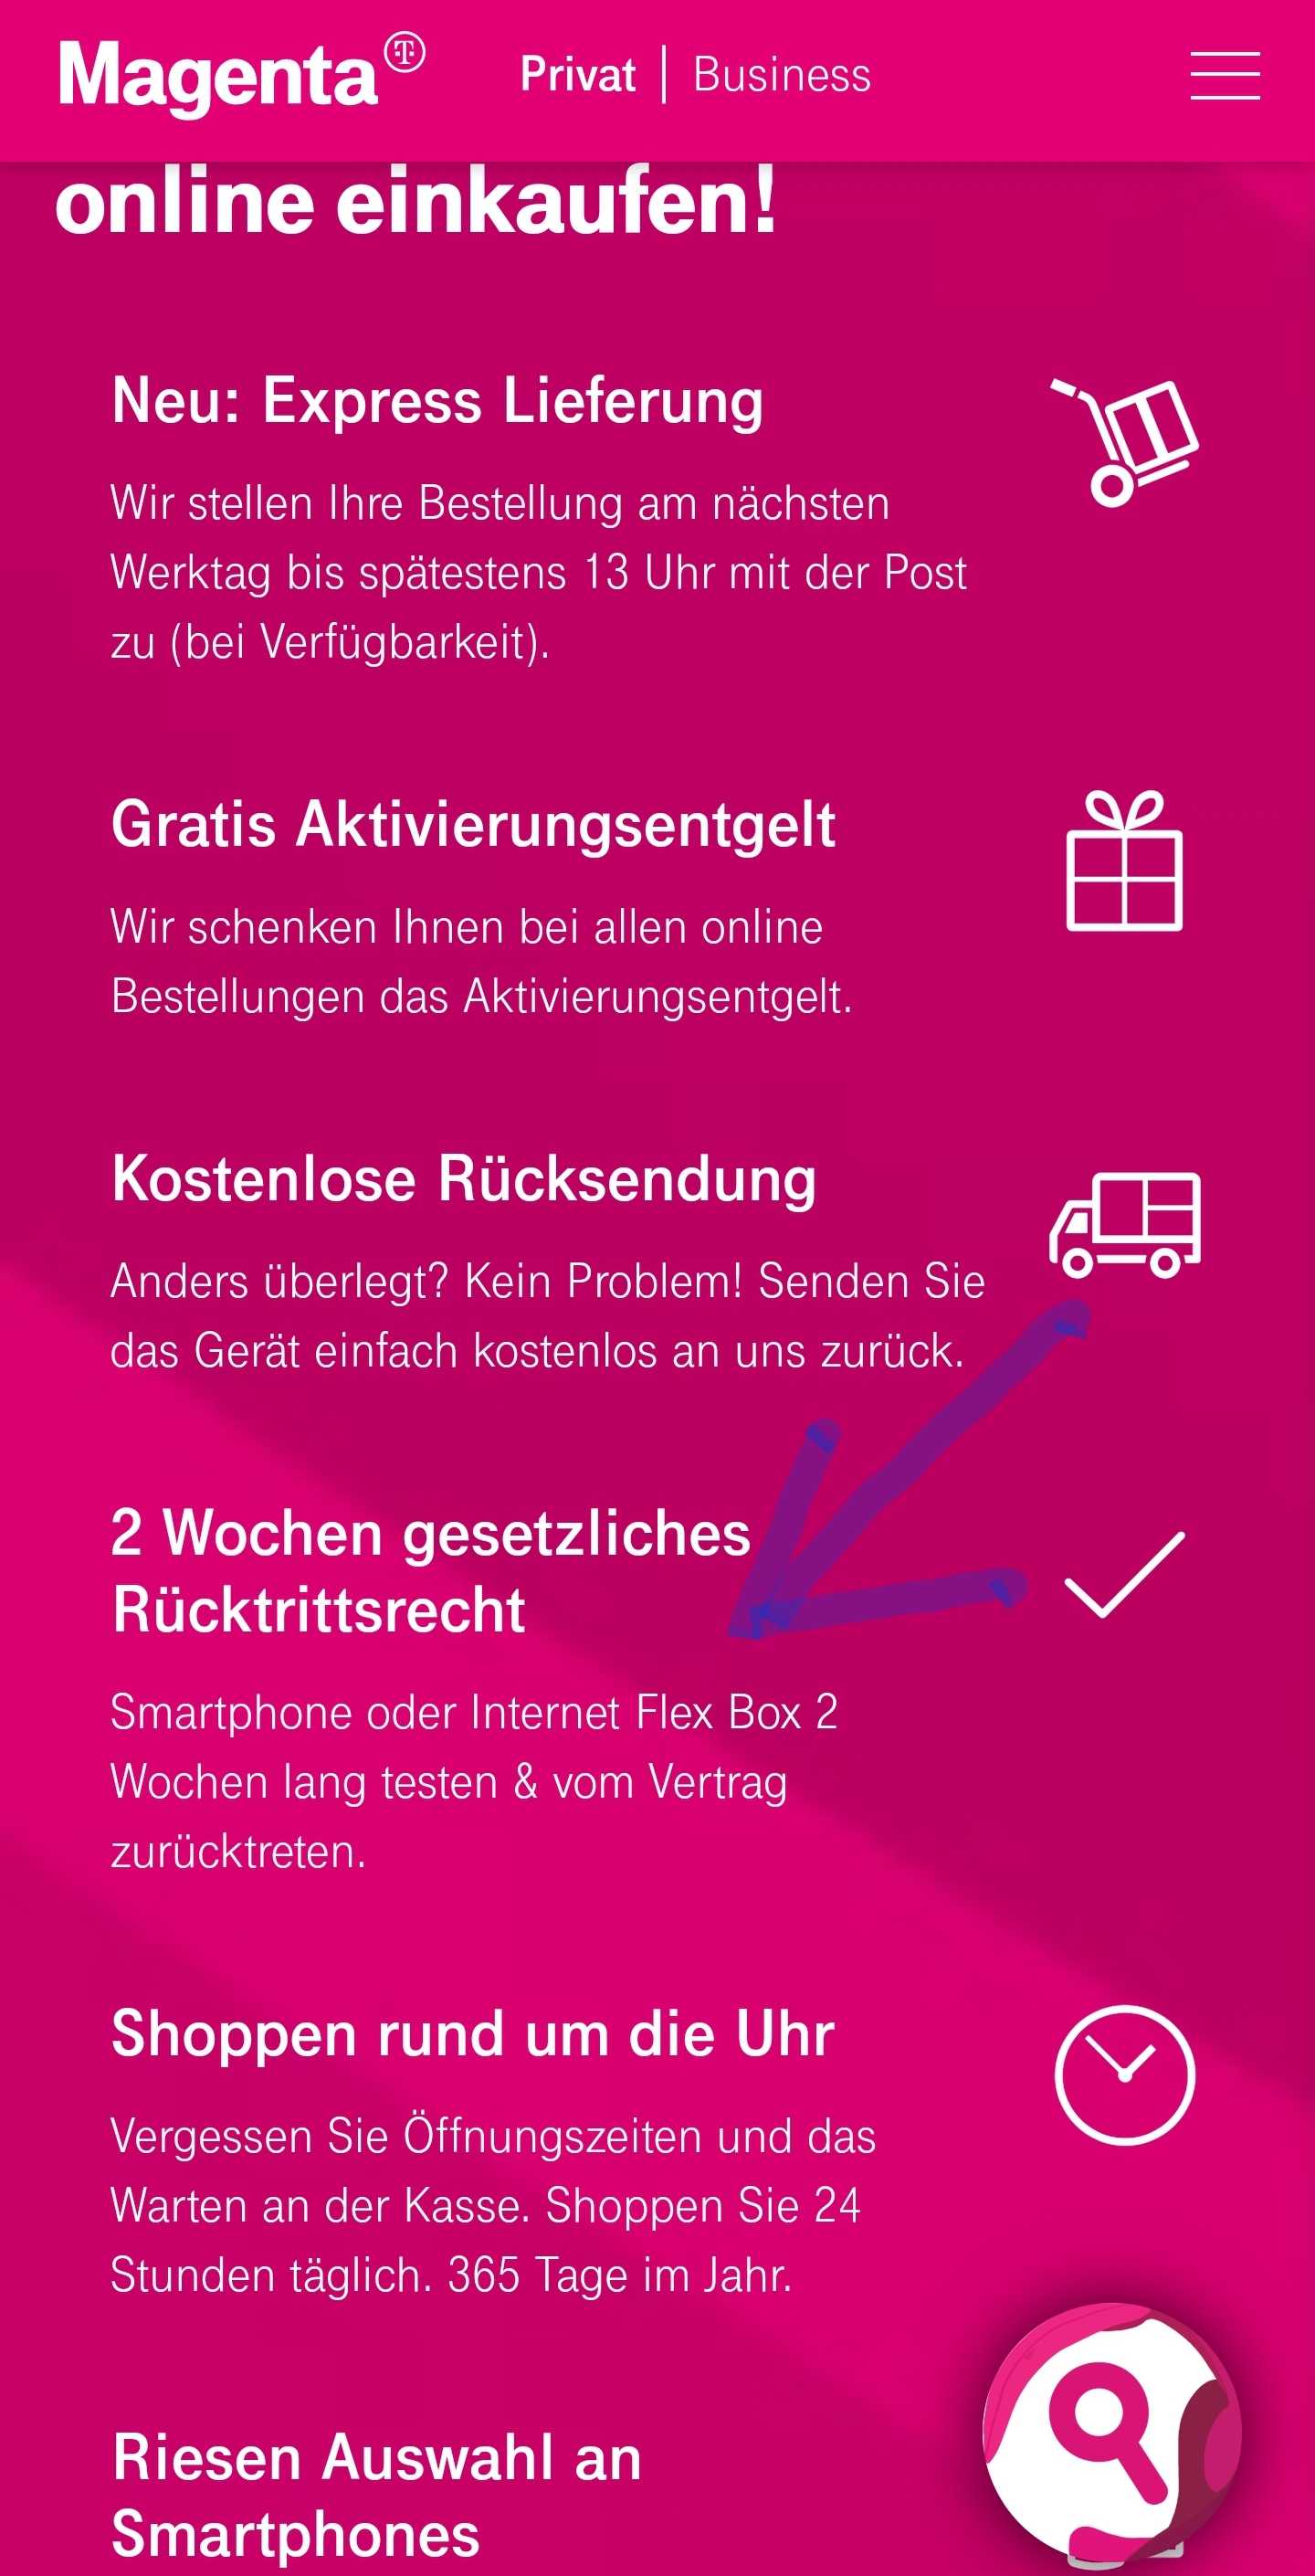 Magenta T Privat | Business
online einkaufen!
Neu: Express Lieferung
Wir stellen Ihre Bestellung am nächsten
Werktag bis spätestens 13 Uhr mit der Post
zu (bei Verfügbarkeit).
Gratis Aktivierungsentgelt
Wir schenken Ihnen bei allen online
Bestellungen das Aktivierungsentgelt.
Kostenlose Rücksendung
Anders überlegt? Kein Problem! Senden Sie
das Gerät einfach kostenlos an uns zurück.
2 Wochen gesetzliches
Rücktrittsrecht
Smartphone oder Internet Flex Box 2
Wochen lang testen & vom Vertrag
zurücktreten.
Shoppen rund um die Uhr
Vergessen Sie Öffnungszeiten und das
Warten an der Kasse. Shoppen Sie 24
Stunden täglich. 365 Tage im Jahr.
Riesen Auswahl an
Smartphones